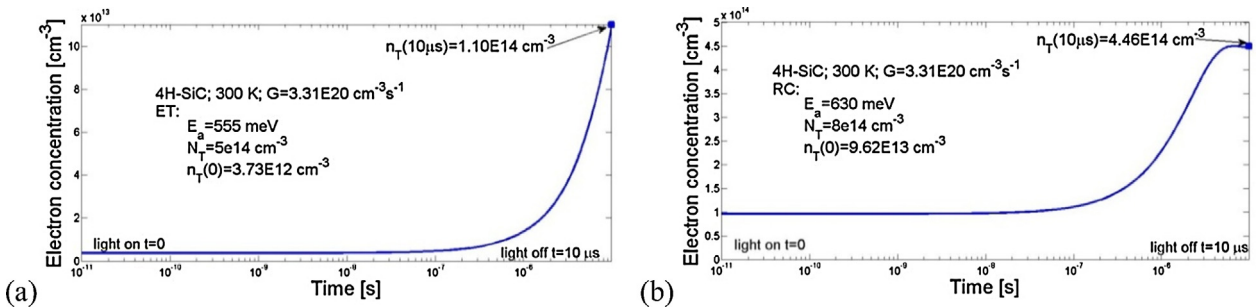 x 10^13
n_T(10μs)=1.10E14 cm^-3
4H-SiC; 300 K; G=3.31E20 cm^-3s^-1
ET:
E_a=555 meV
N_T=5e14 cm^-3
n_T(0)=3.73E12 cm^-3
light on t=0
light off t=10 μs
Electron concentration [cm^-3]
10
8
6
4
2
0
10^-11
10^-10
10^-9
10^-8
10^-7
10^-6
Time [s]
(a)
x 10^14
n_T(10μs)=4.46E14 cm^-3
4H-SiC; 300 K; G=3.31E20 cm^-3s^-1
RC:
E_a=630 meV
N_T=8e14 cm^-3
n_T(0)=9.62E13 cm^-3
light on t=0
light off t=10 μs
Electron concentration [cm^-3]
5
4.5
4
3.5
3
2.5
2
1.5
1
0.5
0
10^-11
10^-10
10^-9
10^-8
10^-7
10^-6
Time [s]
(b)